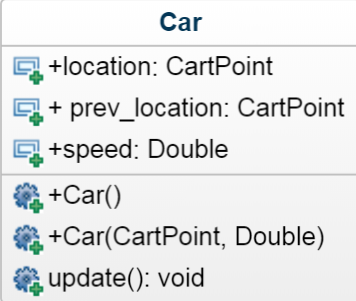 Car
+location: CartPoint
+ prev_location: CartPoint
+speed: Double
+Car()
+Car(CartPoint, Double)
update(): void